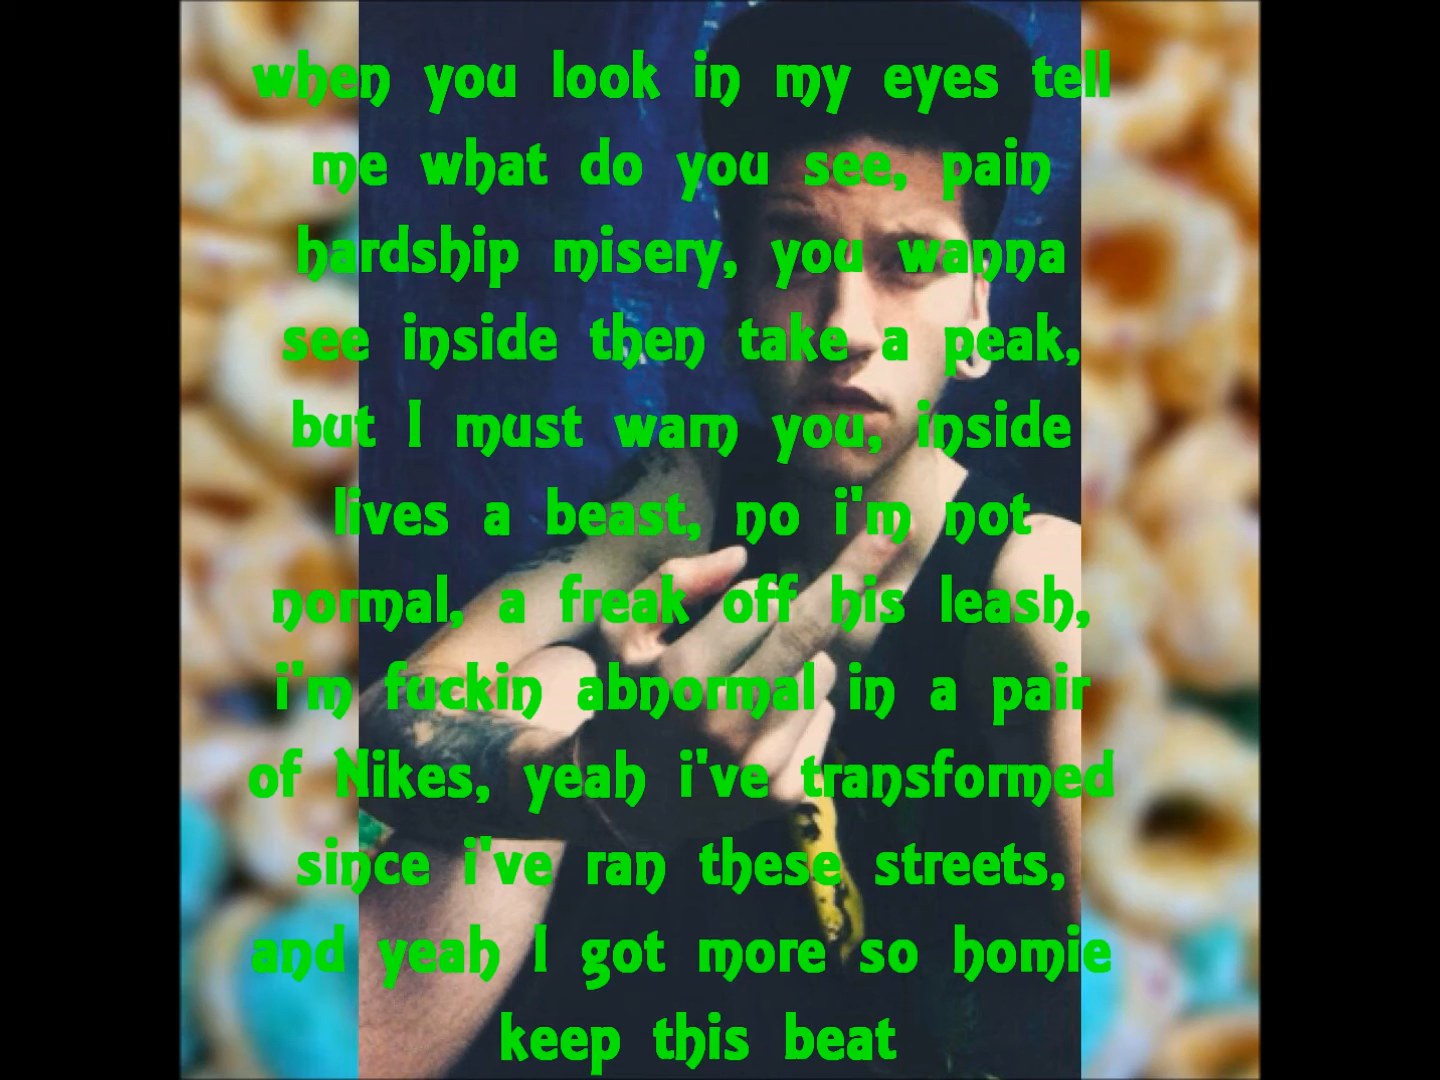 when you look in my eyes tell
me what do you see, pain
hardship misery, you wanna
see inside then take a peak,
but I must warn you, inside
lives a beast, no i'm not
normal, a freak off his leash,
i'm fuckin abnormal in a pair
of Nikes, yeah i've transformed
since i've ran these streets,
and yeah I got more so homie
keep this beat